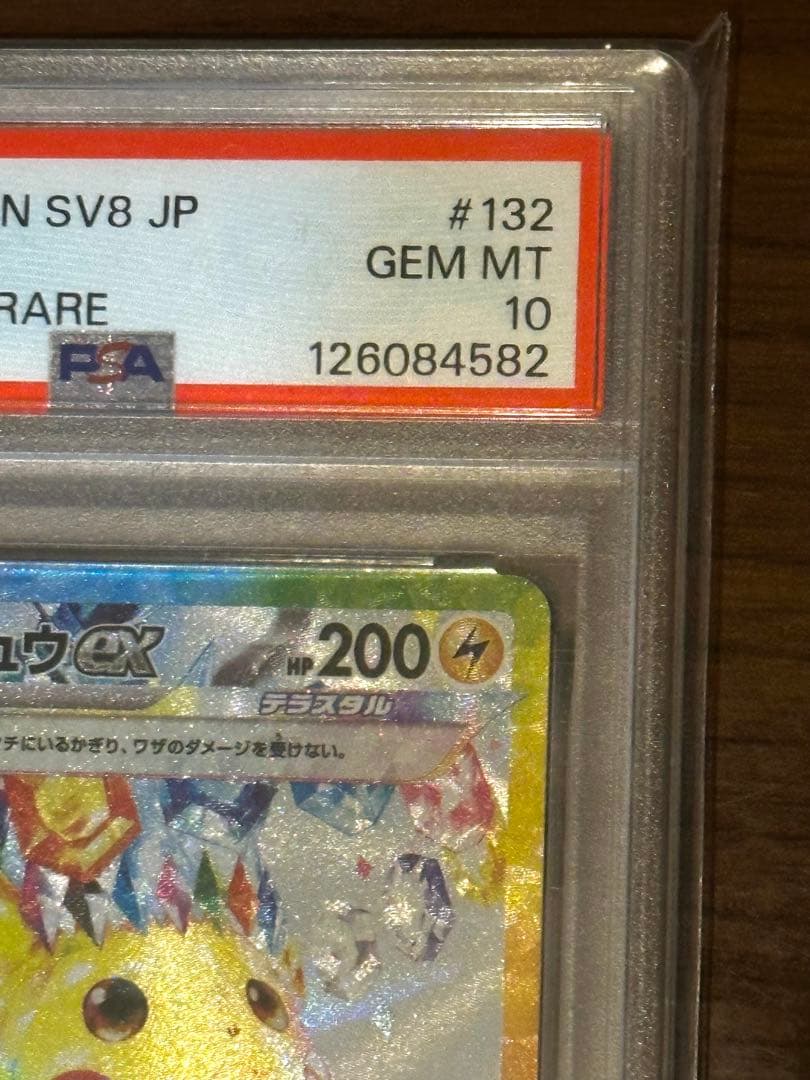 N SV8 JP
#132
GEM MT
RARE
10
PSA
126084582
ュウex
HP200
テラスタル
チにいるかぎり、ワザのダメージを受けない。